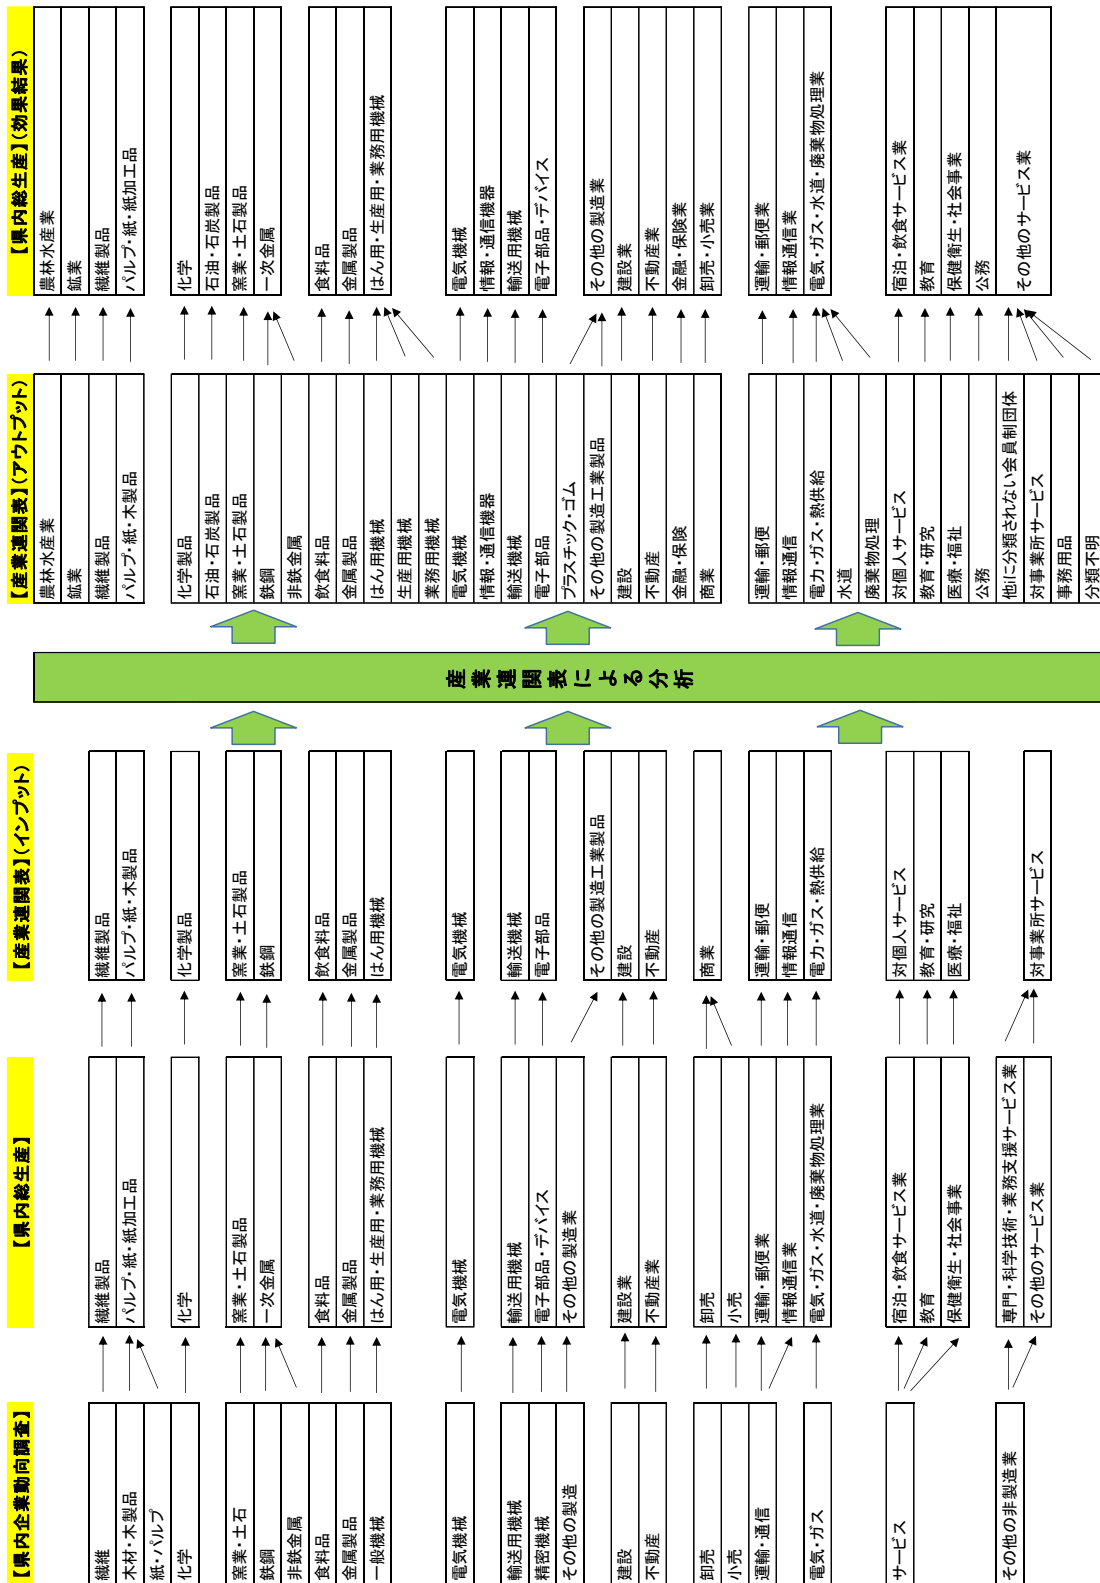 【県内企業動向調査】
繊維
木材・木製品
紙・パルプ
化学
窯業・土石
鉄鋼
非鉄金属
食料品
金属製品
一般機械
電気機械
輸送用機械
精密機械
その他の製造
建設
不動産
卸売
小売
運輸・通信
電気・ガス
サービス
その他の非製造業
【県内総生産】
繊維製品
パルプ・紙・紙加工品
化学
窯業・土石製品
一次金属
食料品
金属製品
はん用・生産用・業務用機械
電気機械
輸送用機械
電子部品・デバイス
その他の製造業
建設業
不動産業
卸売
小売
運輸・郵便業
情報通信業
電気・ガス・水道・廃棄物処理業
宿泊・飲食サービス業
教育
保健衛生・社会事業
専門・科学技術・業務支援サービス業
その他のサービス業
【産業連関表】(インプット)
繊維製品
パルプ・紙・木製品
化学製品
窯業・土石製品
鉄鋼
飲食料品
金属製品
はん用機械
電気機械
輸送機械
電子部品
その他の製造工業製品
建設
不動産
商業
運輸・郵便
情報通信
電力・ガス・熱供給
対個人サービス
教育・研究
医療・福祉
対事業所サービス
産業連関表による分析
【産業連関表】(アウトプット)
農林水産業
鉱業
繊維製品
パルプ・紙・木製品
化学製品
石油・石炭製品
窯業・土石製品
鉄鋼
非鉄金属
飲食料品
金属製品
はん用機械
生産用機械
業務用機械
電気機械
情報・通信機器
輸送機械
電子部品
プラスチック・ゴム
その他の製造工業製品
建設
不動産
金融・保険
商業
運輸・郵便
情報通信
電力・ガス・熱供給
水道
廃棄物処理
対個人サービス
教育・研究
医療・福祉
公務
他に分類されない会員制団体
対事業所サービス
事務用品
分類不明
【県内総生産】(効果結果)
農林水産業
鉱業
繊維製品
パルプ・紙・紙加工品
化学
石油・石炭製品
窯業・土石製品
一次金属
食料品
金属製品
はん用・生産用・業務用機械
電気機械
情報・通信機器
輸送用機械
電子部品・デバイス
その他の製造業
建設業
不動産業
金融・保険業
卸売・小売業
運輸・郵便業
情報通信業
電気・ガス・水道・廃棄物処理業
宿泊・飲食サービス業
教育
保健衛生・社会事業
公務
その他のサービス業